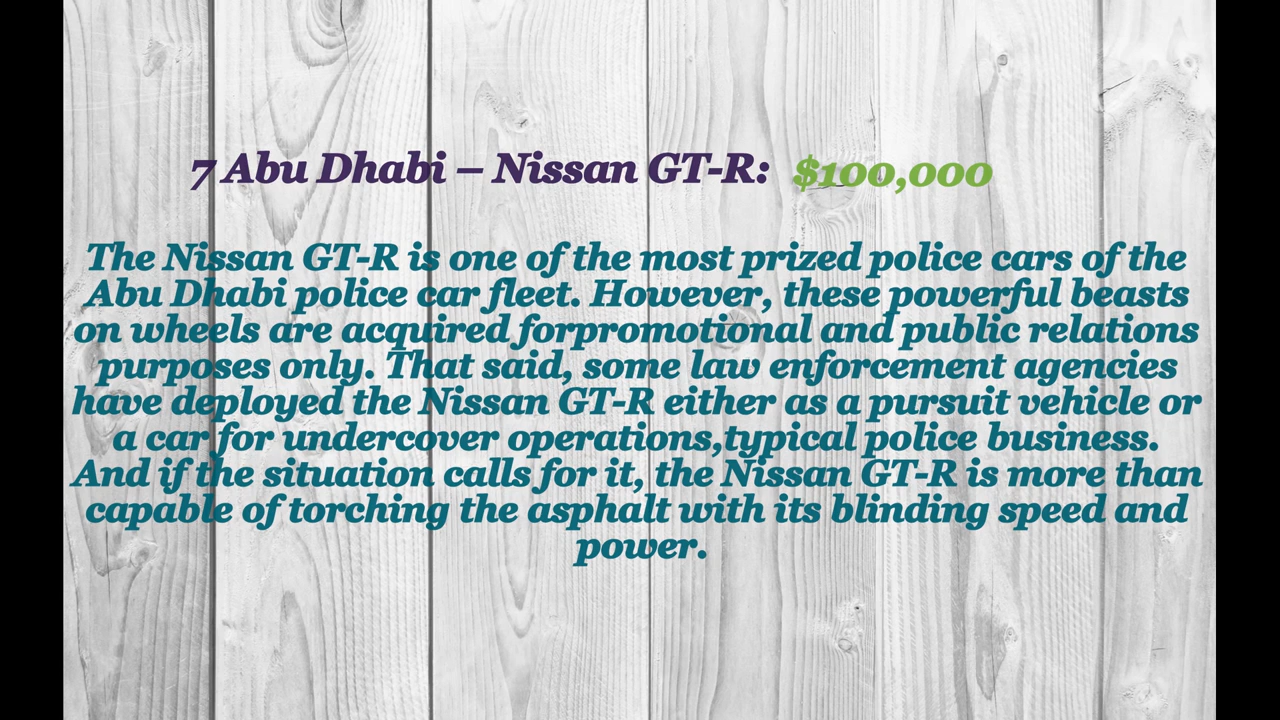 7 Abu Dhabi – Nissan GT-R: $100,000
The Nissan GT-R is one of the most prized police cars of the
Abu Dhabi police car fleet. However, these powerful beasts
on wheels are acquired forpromotional and public relations
purposes only. That said, some law enforcement agencies
have deployed the Nissan GT-R either as a pursuit vehicle or
a car for undercover operations,typical police business.
And if the situation calls for it, the Nissan GT-R is more than
capable of torching the asphalt with its blinding speed and
power.